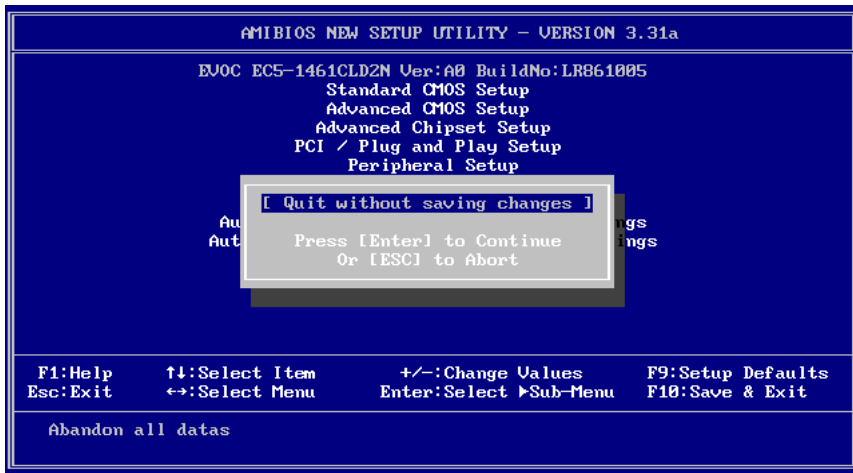 AMIBIOS NEW SETUP UTILITY - VERSION 3.31a
EVOC EC5-1461CLD2N Ver:A0 BuildNo:LR861005
Standard CMOS Setup
Advanced CMOS Setup
Advanced Chipset Setup
PCI / Plug and Play Setup
Peripheral Setup
[ Quit without saving changes ]
Press [Enter] to Continue
Or [ESC] to Abort
F1:Help ↑↓:Select Item +/-:Change Values F9:Setup Defaults
Esc:Exit ←→:Select Menu Enter:Select ►Sub-Menu F10:Save & Exit
Abandon all datas